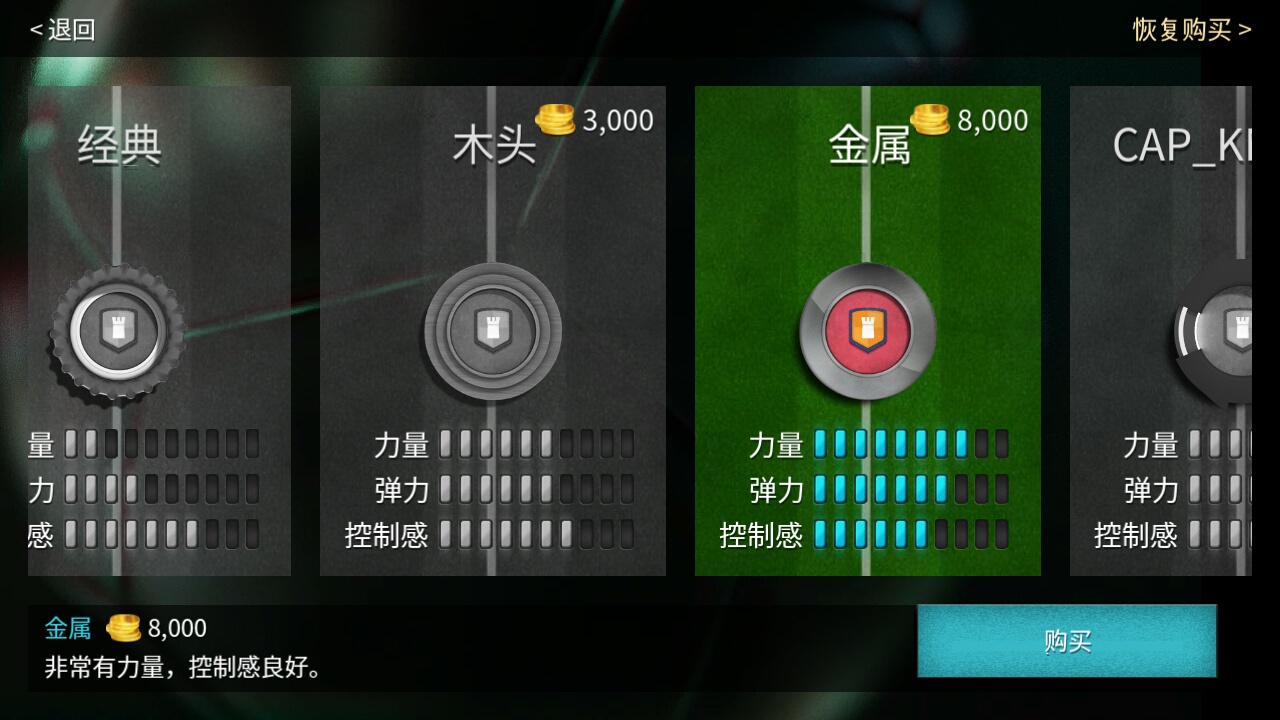 < 退回
恢复购买 >
经典
木头
3,000
金属
8,000
CAP_K
量
力
感
力量
弹力
控制感
力量
弹力
控制感
力量
弹力
控制感
金属 8,000
非常有力量，控制感良好。
购买